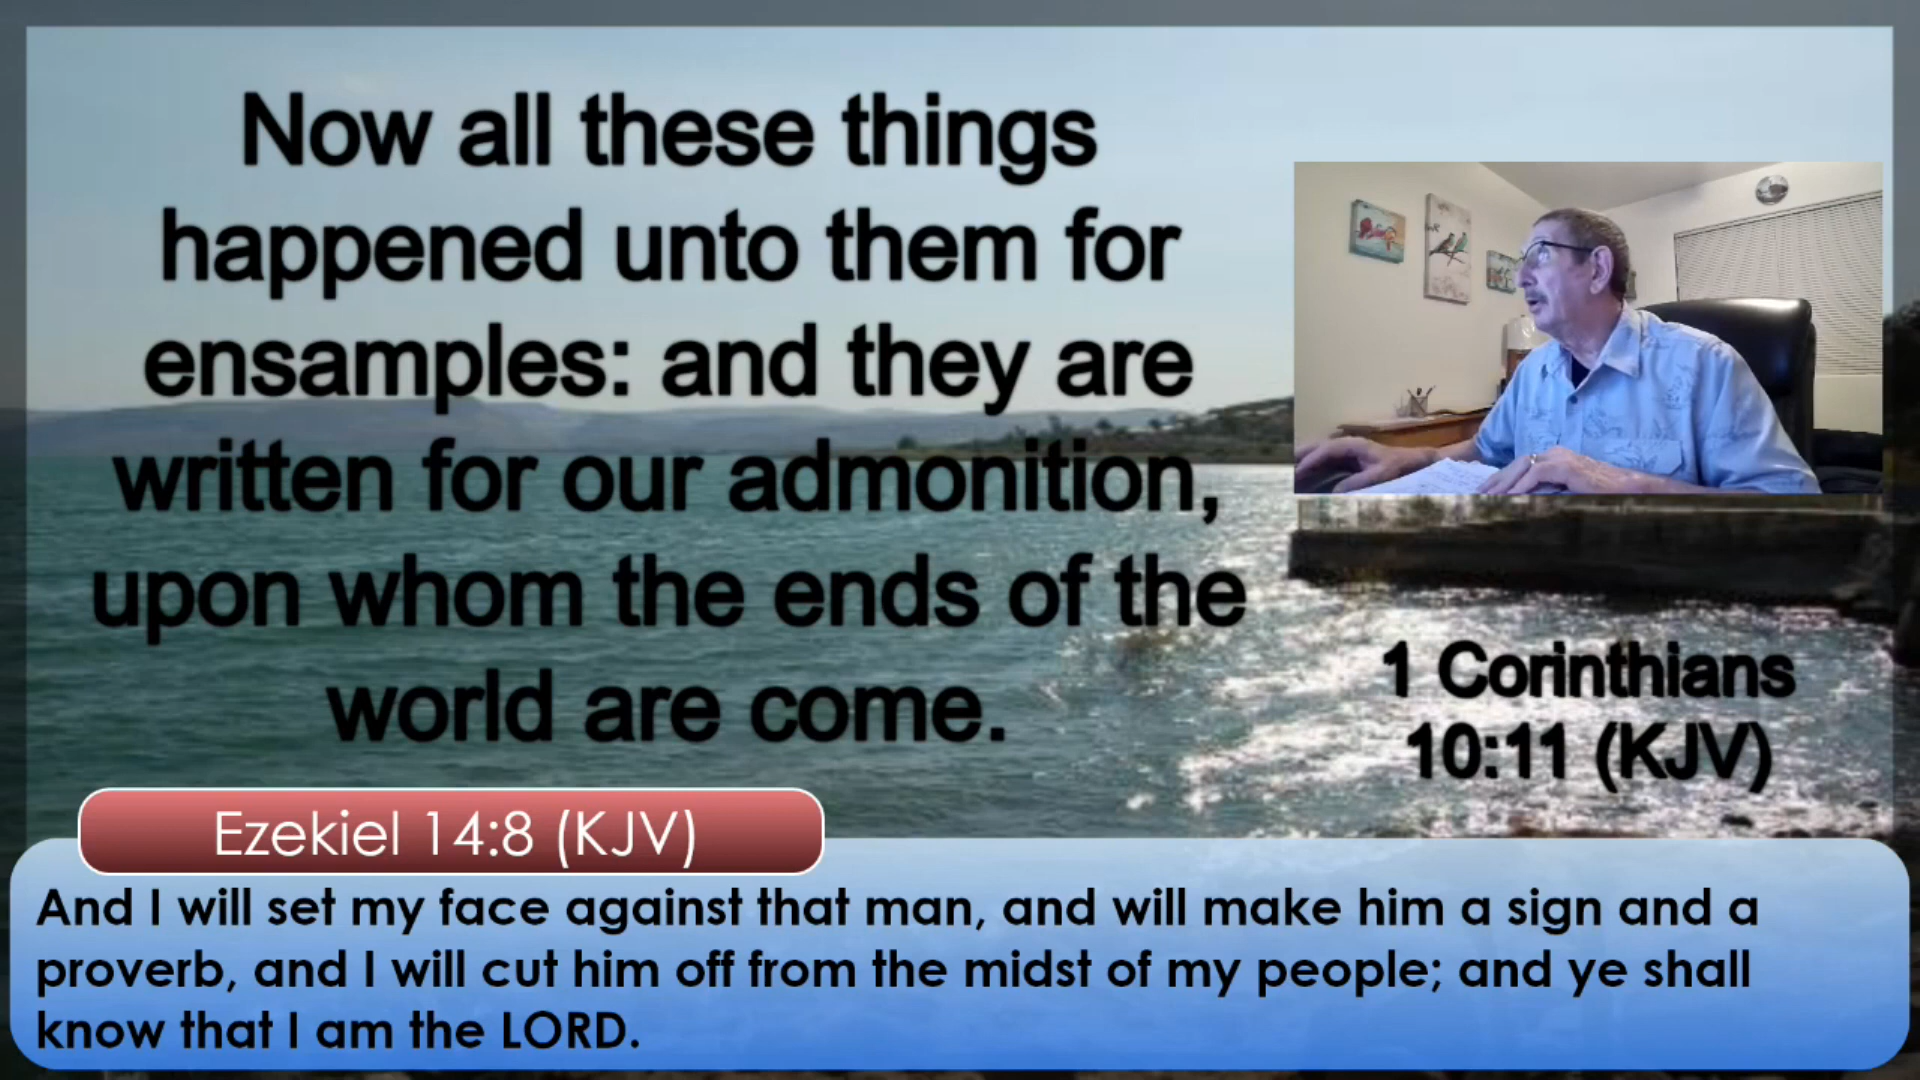 Now all these things
happened unto them for
ensamples: and they are
written for our admonition,
upon whom the ends of the
world are come.
1 Corinthians
10:11 (KJV)
Ezekiel 14:8 (KJV)
And I will set my face against that man, and will make him a sign and a
proverb, and I will cut him off from the midst of my people; and ye shall
know that I am the LORD.